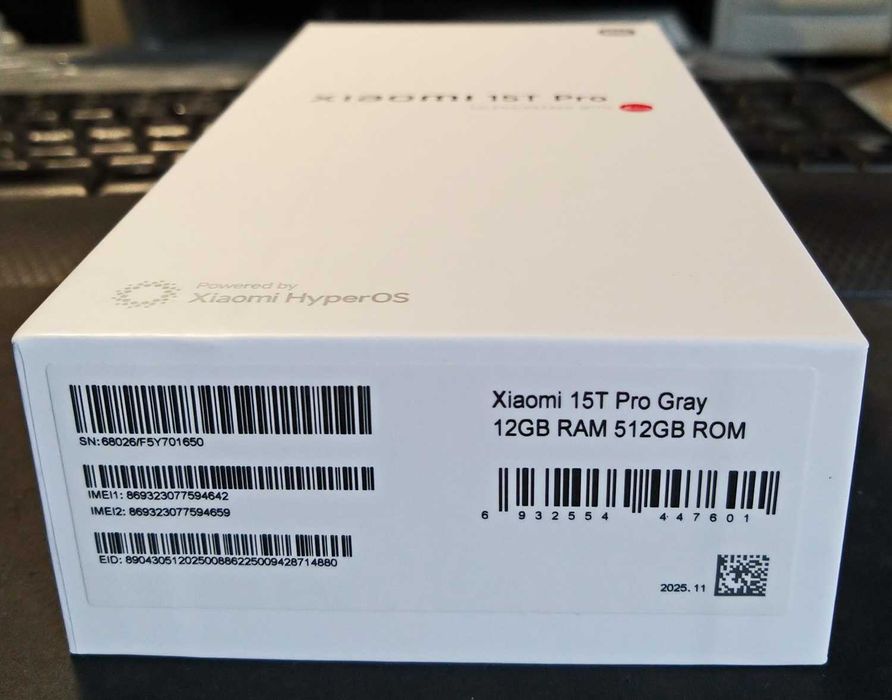 xiaomi 15T Pro
Powered by
Xiaomi HyperOS
SN: 68026/F5Y701650
IMEI1: 869323077594642
IMEI2: 869323077594659
EID: 89043051202500886225009428714880
Xiaomi 15T Pro Gray
12GB RAM 512GB ROM
6 932554 447601
2025.11